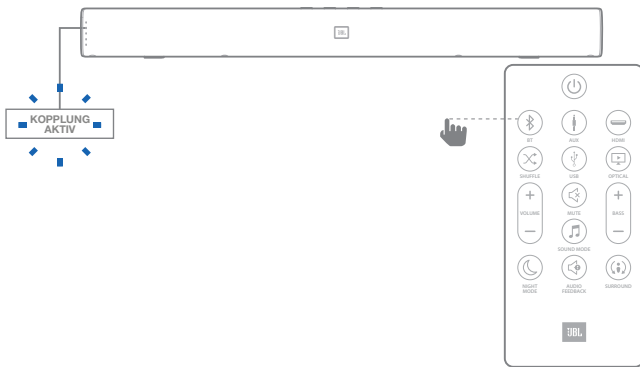 JBL
KOPPLUNG
AKTIV
BT
AUX
HDMI
SHUFFLE
USB
OPTICAL
+
+
VOLUME
MUTE
BASS
—
—
SOUND MODE
NIGHT
MODE
AUDIO
FEEDBACK
SURROUND
JBL